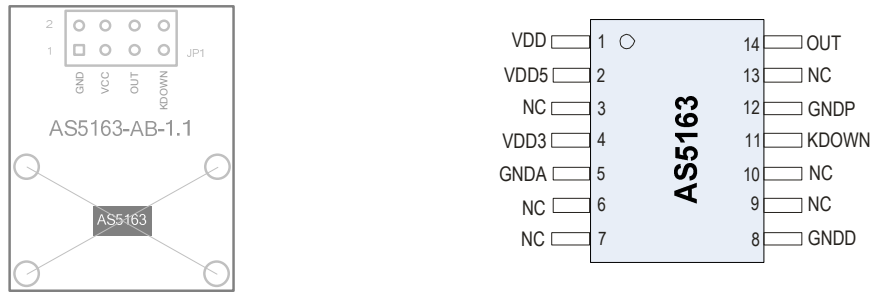 2
1
JP1
GND
VCC
OUT
KDOWN
AS5163-AB-1.1
AS5163
VDD 1
VDD5 2
NC 3
VDD3 4
GNDA 5
NC 6
NC 7
AS5163
14 OUT
13 NC
12 GNDP
11 KDOWN
10 NC
9 NC
8 GNDD